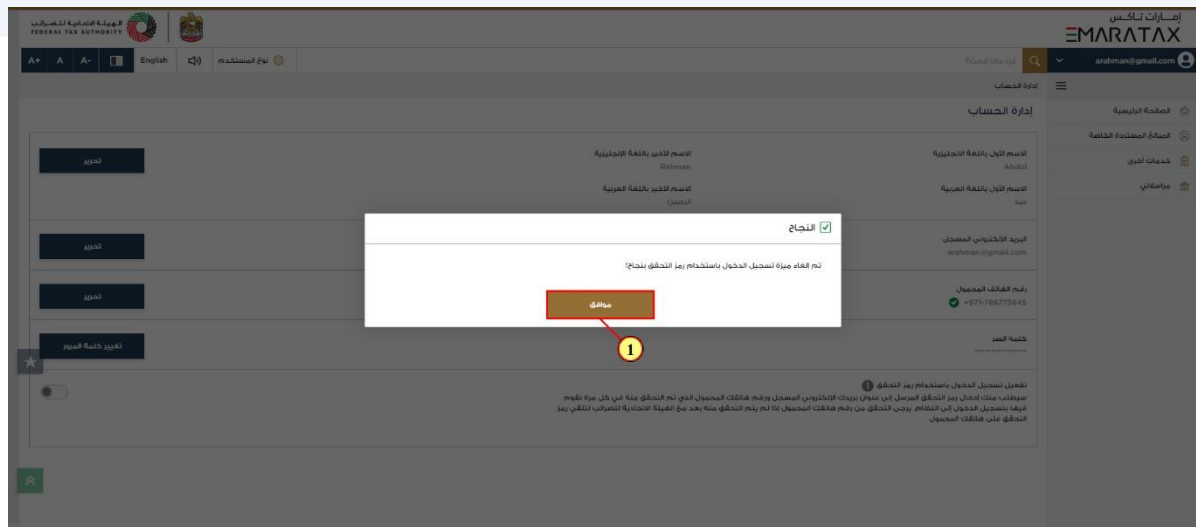 الهيئة الاتحادية للضرائب
FEDERAL TAX AUTHORITY
إمــارات تـاكــس
EMARATAX
A+ A A- English نوع المستخدم
arahman@gmail.com
إدارة الحساب
الصفحة الرئيسية
المبالغ المستردة الخاصة
خدمات أخرى
مراسلاتي
إدارة الحساب
الاسم الأول باللغة الانجليزية
Abdul
الاسم الأخير باللغة الإنجليزية
Rahman
تحرير
الاسم الأول باللغة العربية
عبد
الاسم الأخير باللغة العربية
الرحمن
النجاح
تم إلغاء ميزة تسجيل الدخول باستخدام رمز التحقق بنجاح!
موافق
1
البريد الإلكتروني المسجل
arahman@gmail.com
تحرير
رقم الهاتف المحمول
+971-788773645
تحرير
كلمة السر
****************
تغيير كلمة المرور
تفعيل تسجيل الدخول باستخدام رمز التحقق
سيطلب منك إدخال رمز التحقق المرسل إلى عنوان بريدك الإلكتروني المسجل ورقم هاتفك المحمول الذي تم التحقق منه في كل مرة تقوم
فيها بتسجيل الدخول إلى النظام. يرجى التحقق من رقم هاتفك المحمول إذا لم يتم التحقق منه بعد مع الهيئة الاتحادية للضرائب لتلقي رمز
التحقق على هاتفك المحمول